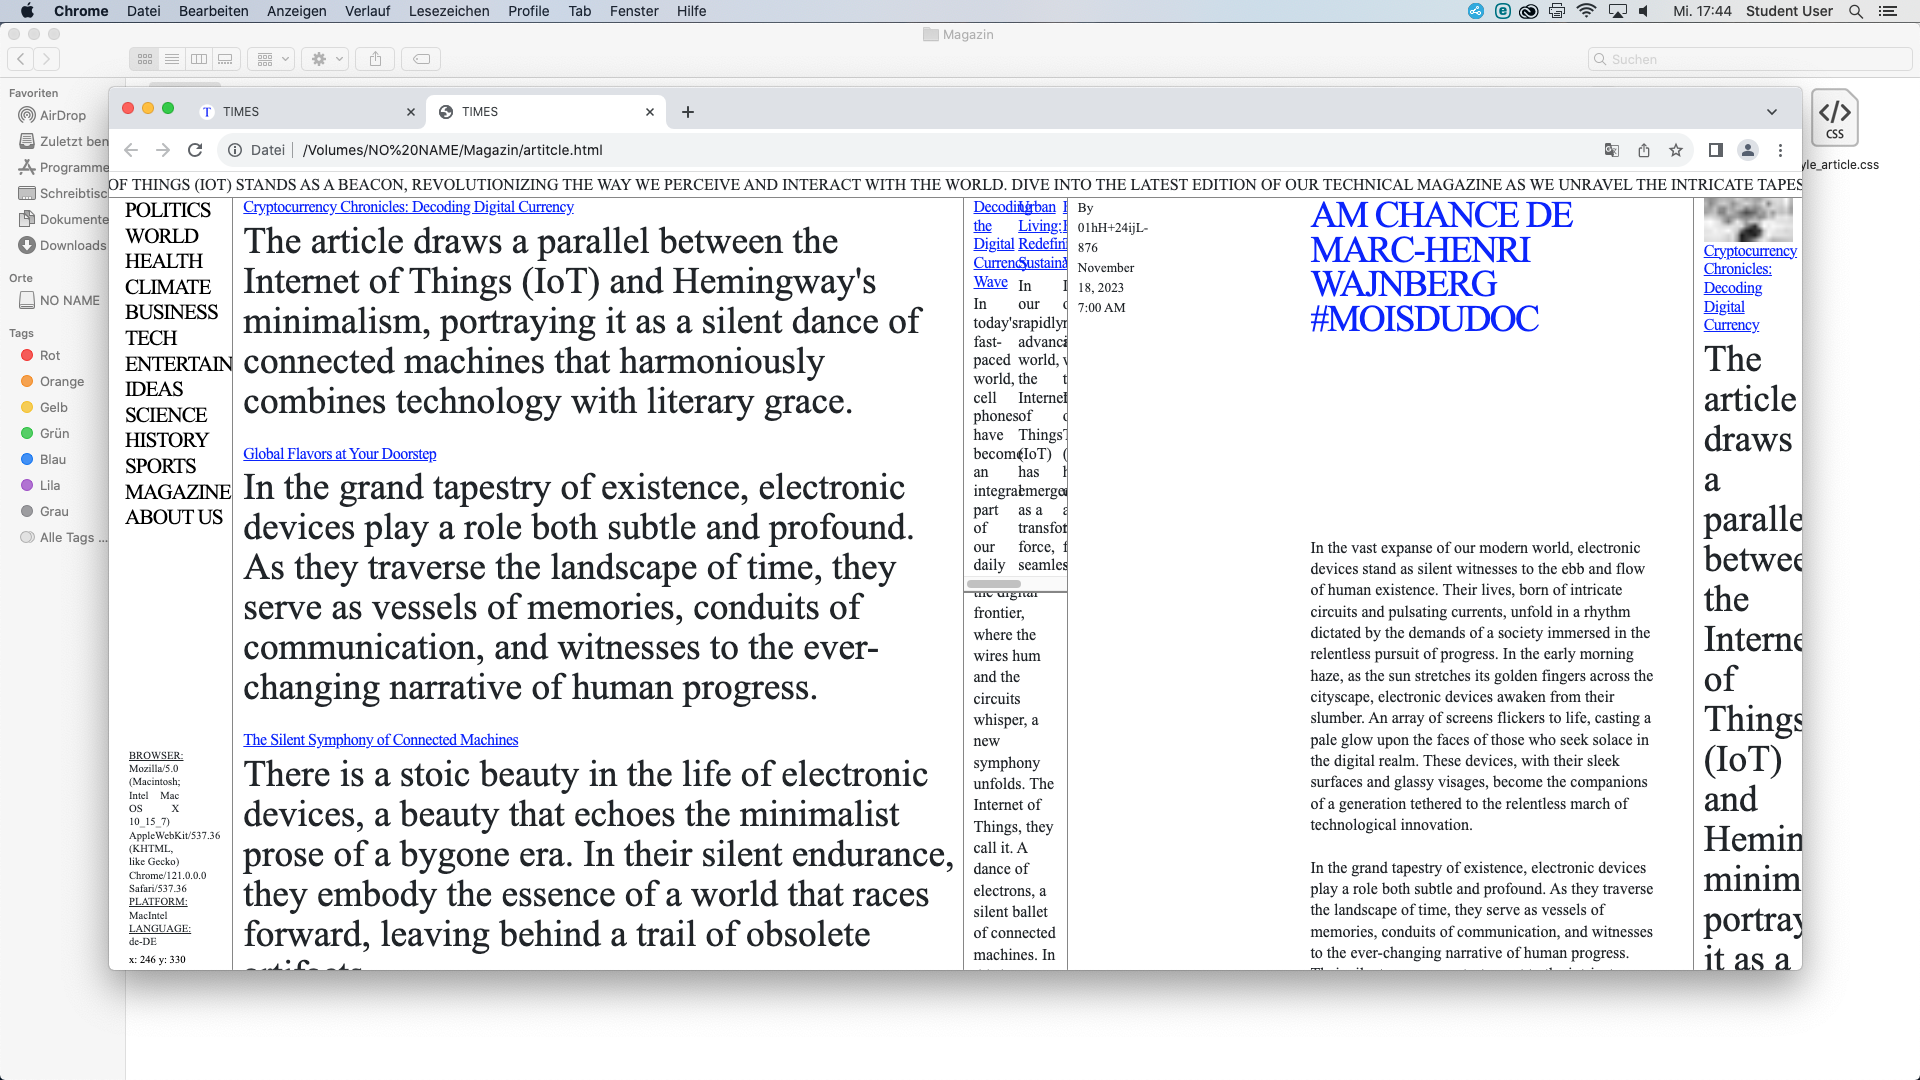 Chrome Datei Bearbeiten Anzeigen Verlauf Lesezeichen Profile Tab Fenster Hilfe
Mi. 17:44 Student User
Magazin
Suchen
Favoriten
AirDrop
Zuletzt ben
Programme
Schreibtisc
Dokumente
Downloads
Orte
NO NAME
Tags
Rot
Orange
Gelb
Grün
Blau
Lila
Grau
Alle Tags ...
CSS
yle_article.css
T TIMES
TIMES
Datei /Volumes/NO%20NAME/Magazin/artitcle.html
OF THINGS (IOT) STANDS AS A BEACON, REVOLUTIONIZING THE WAY WE PERCEIVE AND INTERACT WITH THE WORLD. DIVE INTO THE LATEST EDITION OF OUR TECHNICAL MAGAZINE AS WE UNRAVEL THE INTRICATE TAPES
POLITICS
WORLD
HEALTH
CLIMATE
BUSINESS
TECH
ENTERTAIN
IDEAS
SCIENCE
HISTORY
SPORTS
MAGAZINE
ABOUT US
BROWSER:
Mozilla/5.0
(Macintosh;
Intel Mac
OS X
10_15_7)
AppleWebKit/537.36
(KHTML,
like Gecko)
Chrome/121.0.0.0
Safari/537.36
PLATFORM:
MacIntel
LANGUAGE:
de-DE
x: 246 y: 330
Cryptocurrency Chronicles: Decoding Digital Currency
The article draws a parallel between the
Internet of Things (IoT) and Hemingway's
minimalism, portraying it as a silent dance of
connected machines that harmoniously
combines technology with literary grace.
Global Flavors at Your Doorstep
In the grand tapestry of existence, electronic
devices play a role both subtle and profound.
As they traverse the landscape of time, they
serve as vessels of memories, conduits of
communication, and witnesses to the ever-
changing narrative of human progress.
The Silent Symphony of Connected Machines
There is a stoic beauty in the life of electronic
devices, a beauty that echoes the minimalist
prose of a bygone era. In their silent endurance,
they embody the essence of a world that races
forward, leaving behind a trail of obsolete
artifacts
Decoding
the
Digital
Currency
Wave
In
today's
fast-
paced
world,
cell
phones
have
become
an
integral
part
of
our
daily
Urban
Living:
Redefin
Sustaina
In
our
rapidly
advanc
world,
the
Interne
of
Things
(IoT)
has
emerge
as a
transfor
force,
seamles
the digital
frontier,
where the
wires hum
and the
circuits
whisper, a
new
symphony
unfolds. The
Internet of
Things, they
call it. A
dance of
electrons, a
silent ballet
of connected
machines. In
By
01hH+24ijL-
876
November
18, 2023
7:00 AM
AM CHANCE DE
MARC-HENRI
WAJNBERG
#MOISDUDOC
In the vast expanse of our modern world, electronic
devices stand as silent witnesses to the ebb and flow
of human existence. Their lives, born of intricate
circuits and pulsating currents, unfold in a rhythm
dictated by the demands of a society immersed in the
relentless pursuit of progress. In the early morning
haze, as the sun stretches its golden fingers across the
cityscape, electronic devices awaken from their
slumber. An array of screens flickers to life, casting a
pale glow upon the faces of those who seek solace in
the digital realm. These devices, with their sleek
surfaces and glassy visages, become the companions
of a generation tethered to the relentless march of
technological innovation.
In the grand tapestry of existence, electronic devices
play a role both subtle and profound. As they traverse
the landscape of time, they serve as vessels of
memories, conduits of communication, and witnesses
to the ever-changing narrative of human progress.
Cryptocurrency
Chronicles:
Decoding
Digital
Currency
The
article
draws
a
paralle
betwee
the
Interne
of
Things
(IoT)
and
Hemin
minim
portray
it as a